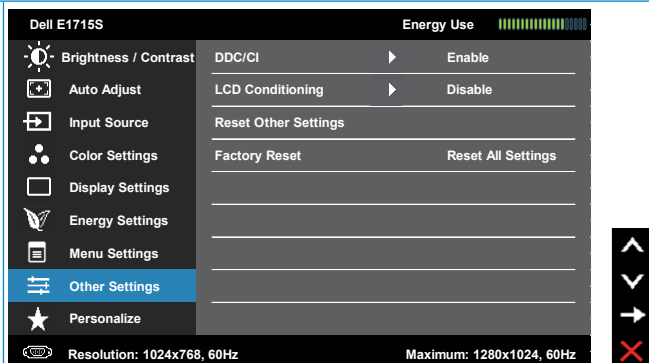 Dell E1715S Energy Use
Brightness / Contrast DDC/CI Enable
Auto Adjust LCD Conditioning Disable
Input Source Reset Other Settings
Color Settings Factory Reset Reset All Settings
Display Settings
Energy Settings
Menu Settings
Other Settings
Personalize
Resolution: 1024x768, 60Hz Maximum: 1280x1024, 60Hz